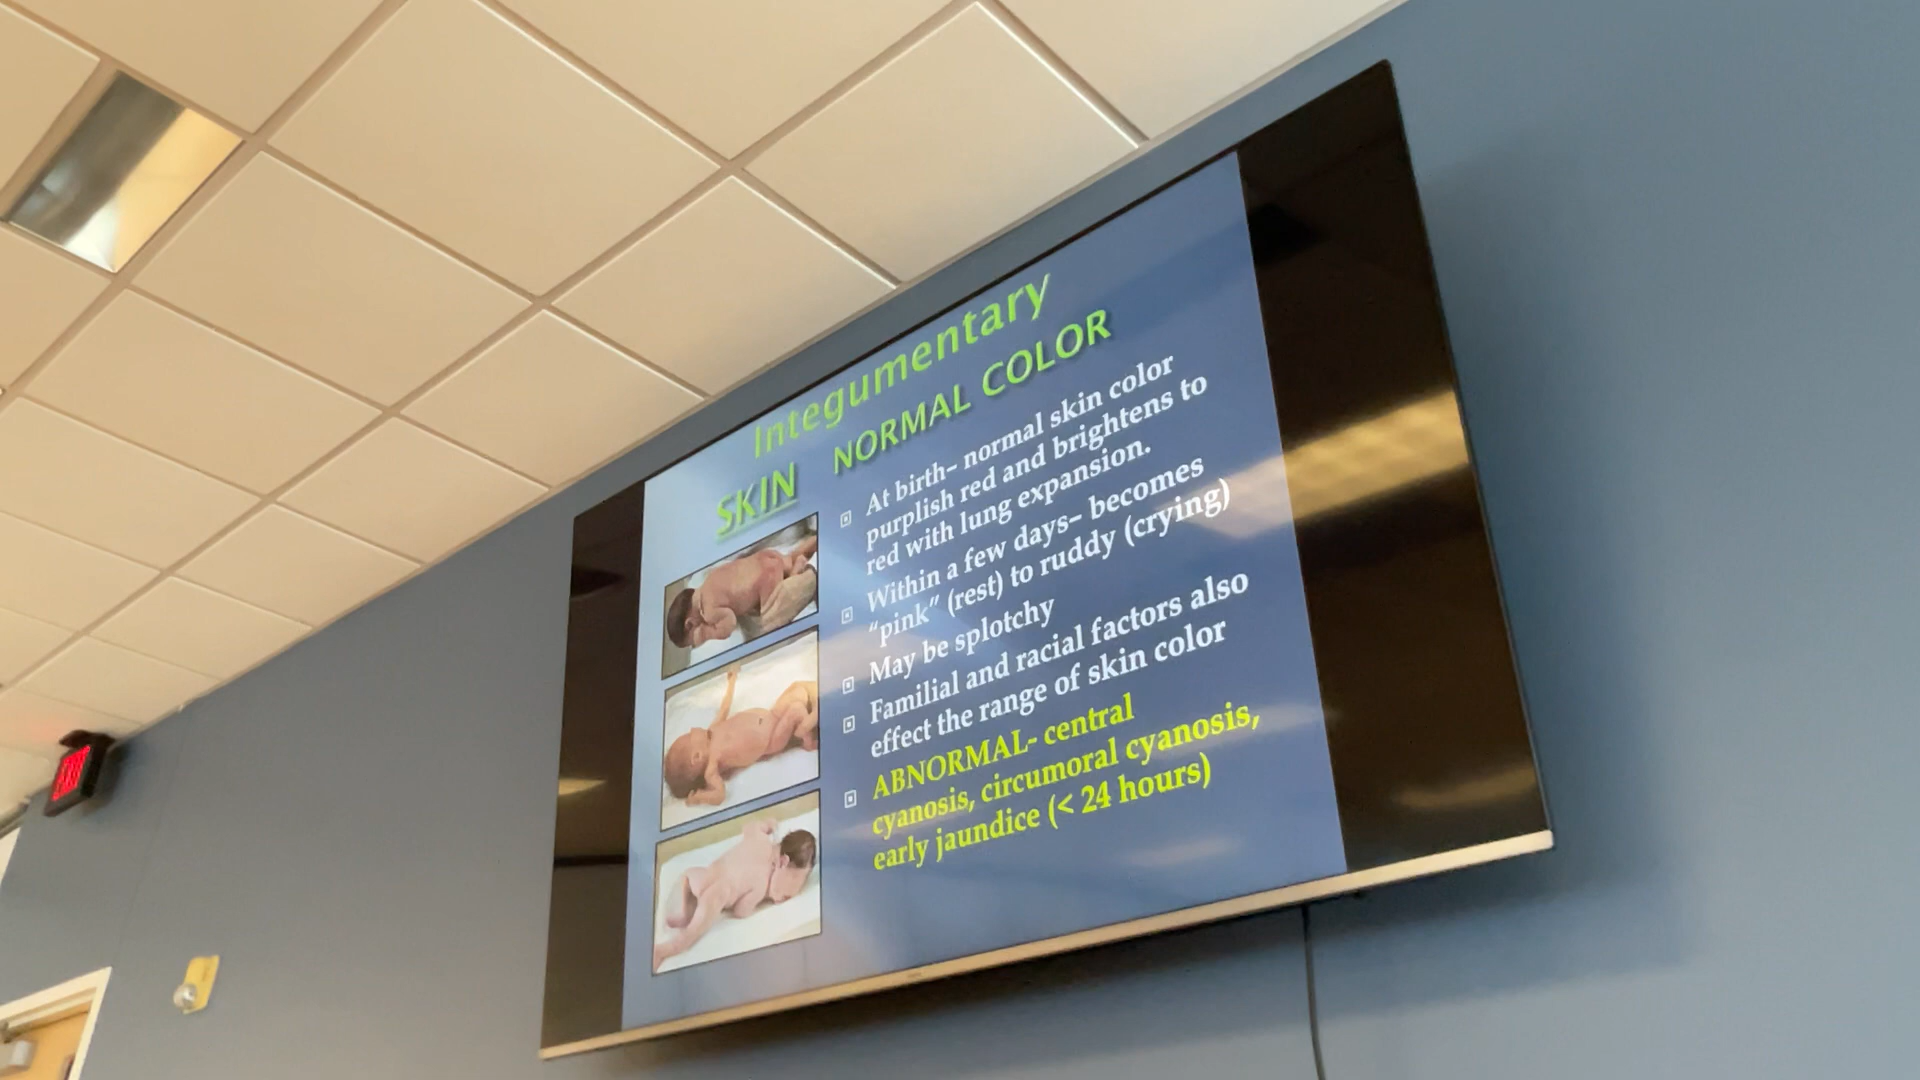 Integumentary
SKIN NORMAL COLOR
At birth– normal skin color
purplish red and brightens to
red with lung expansion.
Within a few days– becomes
“pink” (rest) to ruddy (crying)
May be splotchy
Familial and racial factors also
effect the range of skin color
ABNORMAL- central
cyanosis, circumoral cyanosis,
early jaundice (< 24 hours)
EXIT